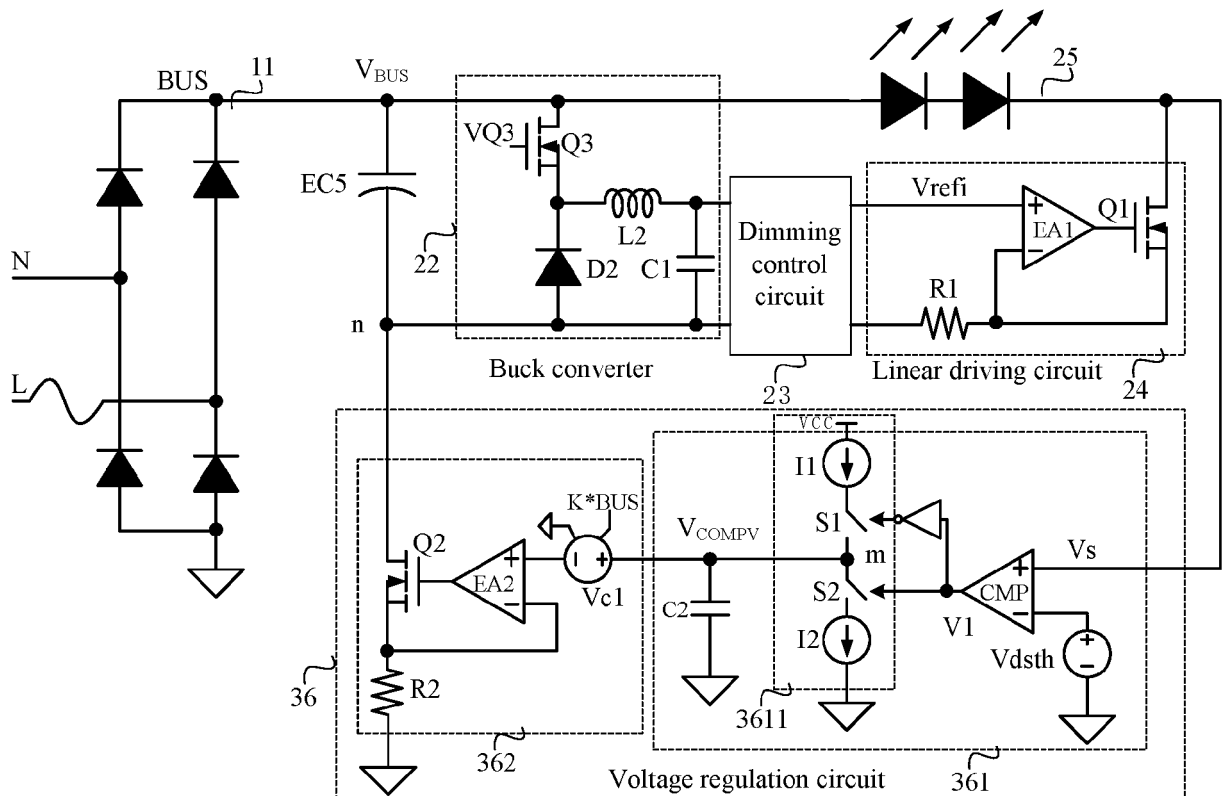 BUS
11
V_BUS
25
VQ3
Q3
Vrefi
Q1
EC5
EA1
L2
22
Dimming
control
circuit
N
D2
C1
R1
n
Buck converter
Linear driving circuit
24
L
23
VCC
I1
K*BUS
Q2
V_COMPV
S1
m
Vs
EA2
CMP
S2
Vc1
C2
V1
I2
Vdsth
36
R2
3611
362
Voltage regulation circuit
361